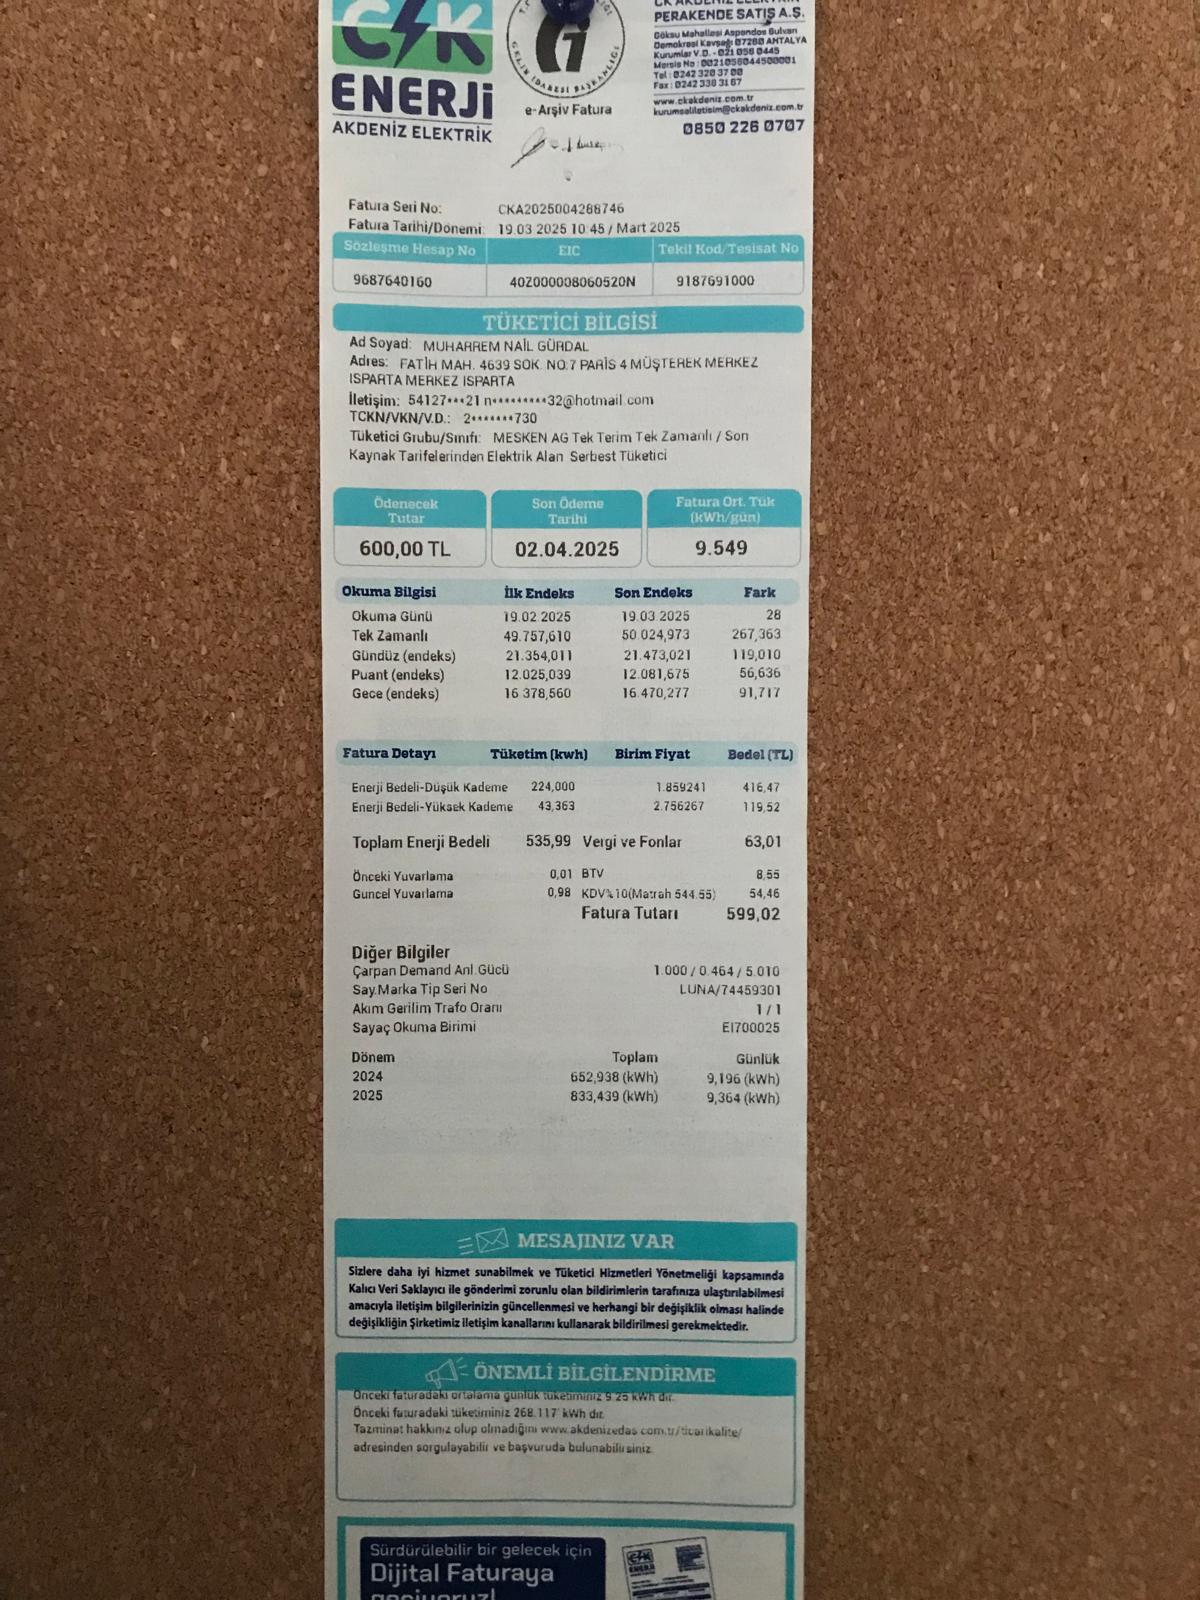 CK
ENERJİ
AKDENİZ ELEKTRİK
GELİR İDARESİ BAŞKANLIĞI
e-Arşiv Fatura
PERAKENDE SATIŞ A.Ş.
Göksu Mahallesi Aspendos Bulvarı
Demokrasi Kavşağı 07260 ANTALYA
Kurumlar V.D. - 021 058 0445
Mersis No : 0021058044500001
Tel : 0242 320 37 00
Fax : 0242 338 31 67
www.ckakdeniz.com.tr
kurumsaliletisim@ckakdeniz.com.tr
0850 226 0707
Fatura Seri No: CKA2025004288746
Fatura Tarihi/Dönemi: 19.03 2025 10:45 / Mart 2025
Sözleşme Hesap No EIC Tekil Kod/Tesisat No
9687640160 40Z000008060520N 9187691000
TÜKETİCİ BİLGİSİ
Ad Soyad: MUHARREM NAİL GÜRDAL
Adres: FATİH MAH. 4639 SOK. NO:7 PARİS 4 MÜŞTEREK MERKEZ
ISPARTA MERKEZ ISPARTA
İletişim: 54127***21 n*********32@hotmail.com
TCKN/VKN/V.D.: 2*******730
Tüketici Grubu/Sınıfı: MESKEN AG Tek Terim Tek Zamanlı / Son
Kaynak Tarifelerinden Elektrik Alan Serbest Tüketici
Ödenecek Tutar Son Ödeme Tarihi Fatura Ort. Tük (kWh/gün)
600,00 TL 02.04.2025 9.549
Okuma Bilgisi İlk Endeks Son Endeks Fark
Okuma Günü 19.02.2025 19.03.2025 28
Tek Zamanlı 49.757,610 50.024,973 267,363
Gündüz (endeks) 21.354,011 21.473,021 119,010
Puant (endeks) 12.025,039 12.081,675 56,636
Gece (endeks) 16.378,560 16.470,277 91,717
Fatura Detayı Tüketim (kwh) Birim Fiyat Bedel (TL)
Enerji Bedeli-Düşük Kademe 224,000 1.859241 416,47
Enerji Bedeli-Yüksek Kademe 43,363 2.756267 119,52
Toplam Enerji Bedeli 535,99 Vergi ve Fonlar 63,01
Önceki Yuvarlama 0,01 BTV 8,55
Güncel Yuvarlama 0,98 KDV%10(Matrah 544.55) 54,46
Fatura Tutarı 599,02
Diğer Bilgiler
Çarpan Demand Anl.Gücü 1.000 / 0.464 / 5.010
Say.Marka Tip Seri No LUNA/74459301
Akım Gerilim Trafo Oranı 1 / 1
Sayaç Okuma Birimi EI700025
Dönem Toplam Günlük
2024 652,938 (kWh) 9,196 (kWh)
2025 833,439 (kWh) 9,364 (kWh)
MESAJINIZ VAR
Sizlere daha iyi hizmet sunabilmek ve Tüketici Hizmetleri Yönetmeliği kapsamında
Kalıcı Veri Saklayıcı ile gönderimi zorunlu olan bildirimlerin tarafınıza ulaştırılabilmesi
amacıyla iletişim bilgilerinizin güncellenmesi ve herhangi bir değişiklik olması halinde
değişikliğin Şirketimiz iletişim kanallarını kullanarak bildirilmesi gerekmektedir.
ÖNEMLİ BİLGİLENDİRME
Önceki faturadaki ortalama günlük tüketiminiz 9.25 kWh dir.
Önceki faturadaki tüketiminiz 268.117 kWh dir.
Tazminat hakkınız olup olmadığını www.akdenizedas.com.tr/ticarikalite/
adresinden sorgulayabilir ve başvuruda bulunabilirsiniz.
Sürdürülebilir bir gelecek için
Dijital Faturaya
geçiyoruz!